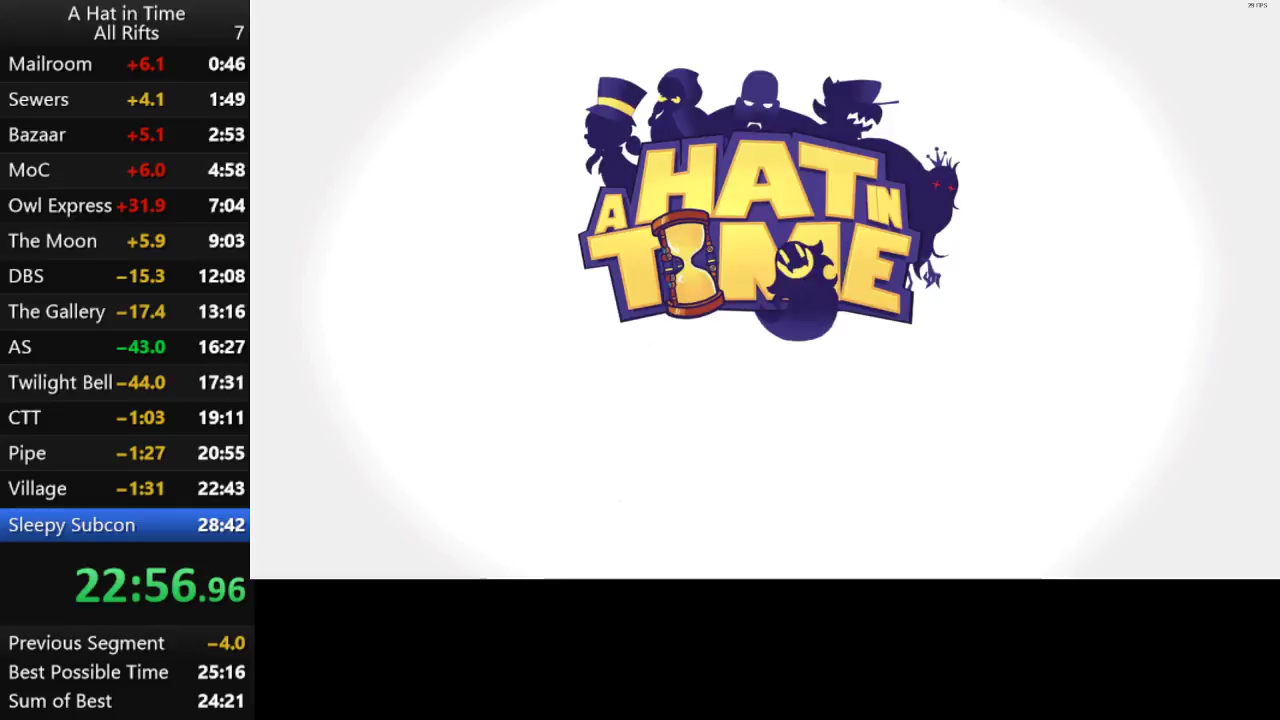 A Hat in Time
All Rifts 7
Mailroom +6.1 0:46
Sewers +4.1 1:49
Bazaar +5.1 2:53
MoC +6.0 4:58
Owl Express +31.9 7:04
The Moon +5.9 9:03
DBS −15.3 12:08
The Gallery −17.4 13:16
AS −43.0 16:27
Twilight Bell −44.0 17:31
CTT −1:03 19:11
Pipe −1:27 20:55
Village −1:31 22:43
Sleepy Subcon 28:42
22:56.96
Previous Segment −4.0
Best Possible Time 25:16
Sum of Best 24:21
29 FPS
A HAT IN
TIME